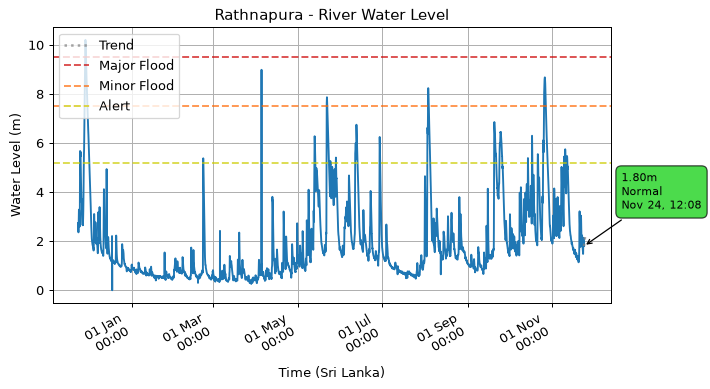 Rathnapura - River Water Level
Trend
Major Flood
Minor Flood
Alert
Water Level (m)
10
8
6
4
2
0
1.80m
Normal
Nov 24, 12:08
01 Jan
00:00
01 Mar
00:00
01 May
00:00
01 Jul
00:00
01 Sep
00:00
01 Nov
00:00
Time (Sri Lanka)